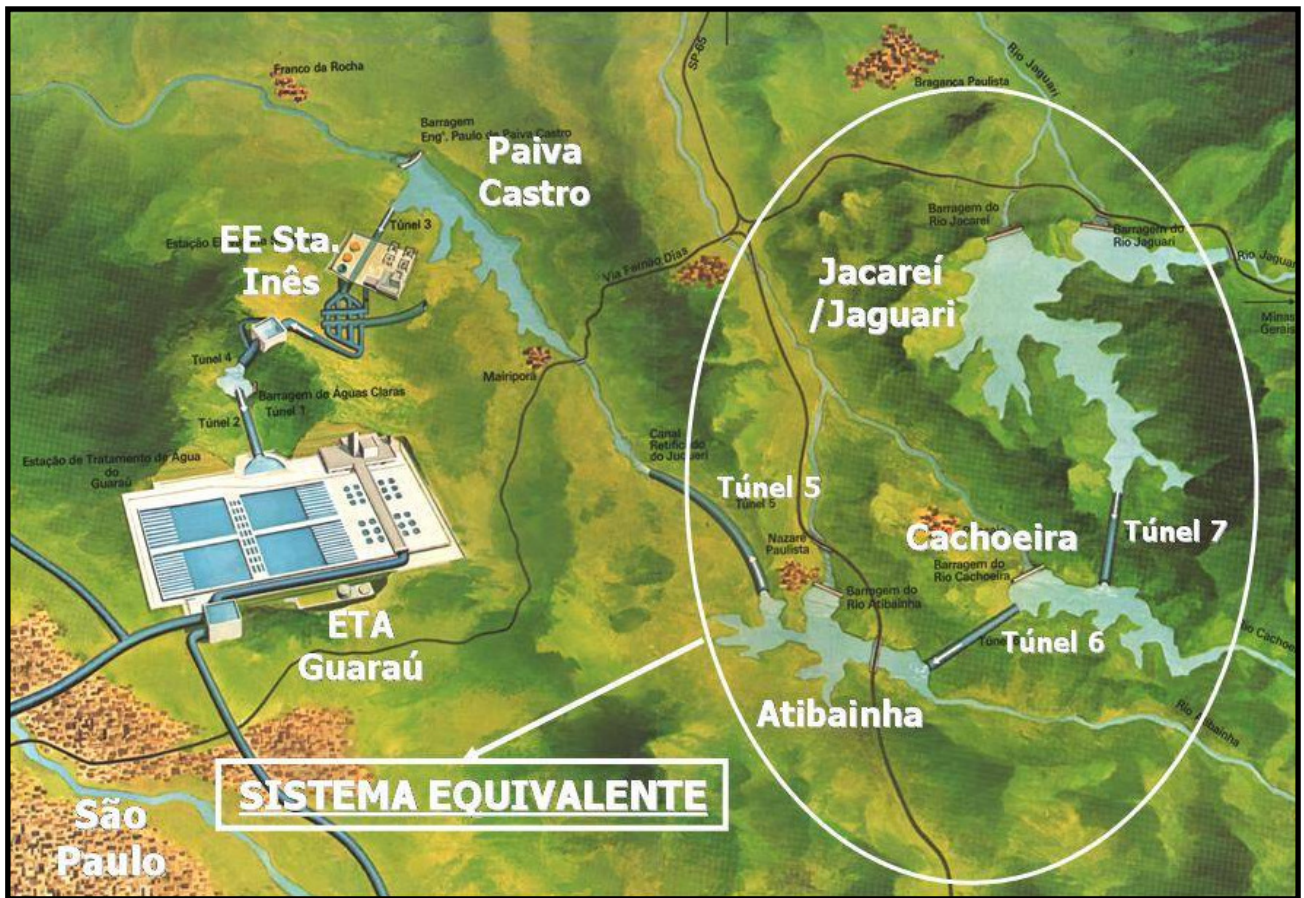 Franco da Rocha
Barragem
Engº. Paulo de Paiva Castro
Paiva
Castro
Túnel 3
EE Sta.
Inês
Túnel 4
Barragem de Águas Claras
Túnel 1
Túnel 2
Estação de Tratamento de Água
do
Guaraú
ETA
Guaraú
São
Paulo
Mairiporã
Via Fernão Dias
SP-65
Canal
Retificado do Juqueri
Bragança Paulista
Rio Jaguari
Barragem do
Rio Jacareí
Barragem do
Rio Jaguari
Rio Jaguari
Minas
Gerais
Jacareí
/Jaguari
Túnel 5
Túnel 5
Nazaré
Paulista
Barragem do
Rio Atibainha
Cachoeira
Barragem do
Rio Cachoeira
Túnel 7
Túnel 6
Rio Cachoeira
Atibainha
Rio Atibainha
SISTEMA EQUIVALENTE